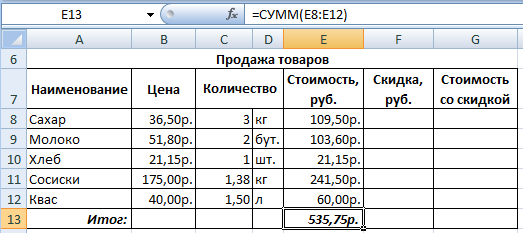 E13 fx =СУММ(E8:E12)
A B C D E F G
6 Продажа товаров
7 Наименование Цена Количество Стоимость, руб. Скидка, руб. Стоимость со скидкой
8 Сахар 36,50р. 3 кг 109,50р.
9 Молоко 51,80р. 2 бут. 103,60р.
10 Хлеб 21,15р. 1 шт. 21,15р.
11 Сосиски 175,00р. 1,38 кг 241,50р.
12 Квас 40,00р. 1,50 л 60,00р.
13 Итог: 535,75р.